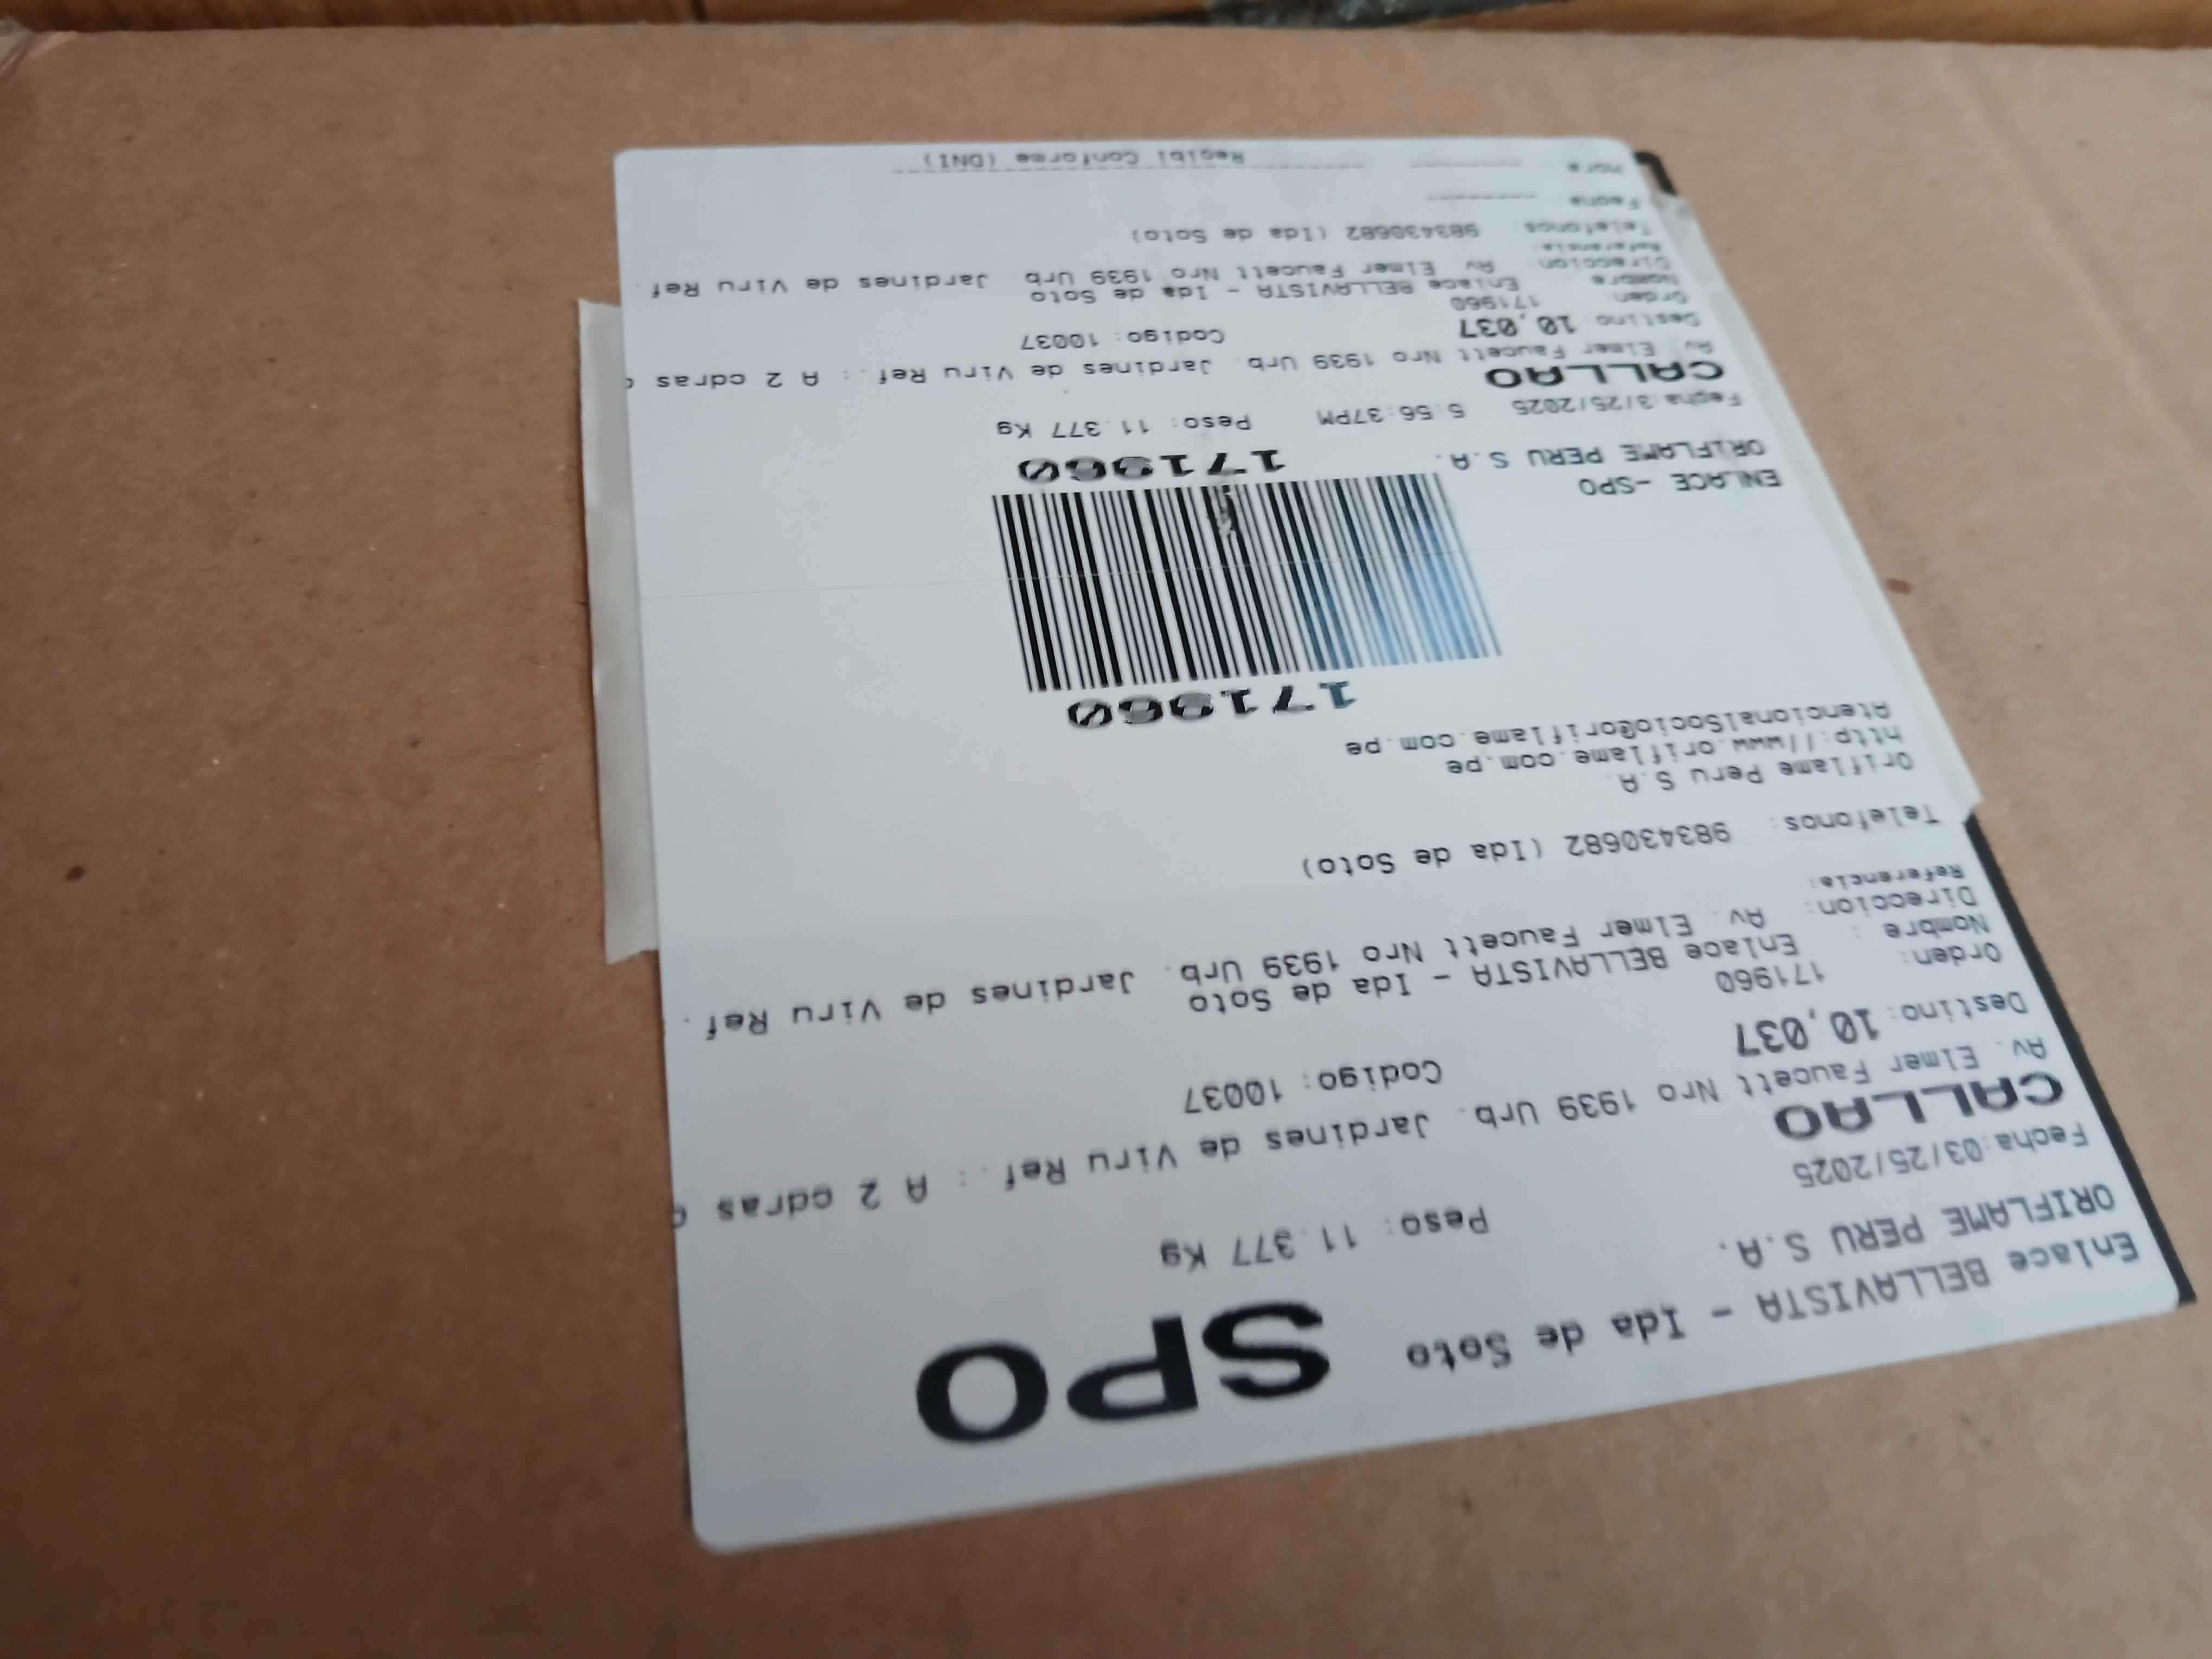 Enlace BELLAVISTA - Ida de Soto SPO
ORIFLAME PERU S.A.
Fecha:03/25/2025 Peso: 11.377 Kg
CALLAO
Av. Elmer Faucett Nro 1939 Urb. Jardines de Viru Ref.: A 2 cdras
Destino: 10,037 Codigo: 10037
Orden: 171960
Nombre : Enlace BELLAVISTA - Ida de Soto
Direccion: Av. Elmer Faucett Nro 1939 Urb. Jardines de Viru Ref.
Referencia:
Telefonos: 983430682 (Ida de Soto)
Oriflame Peru S.A.
http://www.oriflame.com.pe
AtencionalSocio@oriflame.com.pe
171960
171960
ENLACE -SPO
ORIFLAME PERU S.A.
Fecha:3/25/2025 5:56:37PM Peso: 11.377 Kg
CALLAO
Av. Elmer Faucett Nro 1939 Urb. Jardines de Viru Ref.: A 2 cdras
Destino: 10,037 Codigo: 10037
Orden: 171960
Nombre : Enlace BELLAVISTA - Ida de Soto
Direccion: Av. Elmer Faucett Nro 1939 Urb. Jardines de Viru Ref.
Referencia:
Telefonos: 983430682 (Ida de Soto)
Fecha
Hora
Recibi Conforme (DNI)